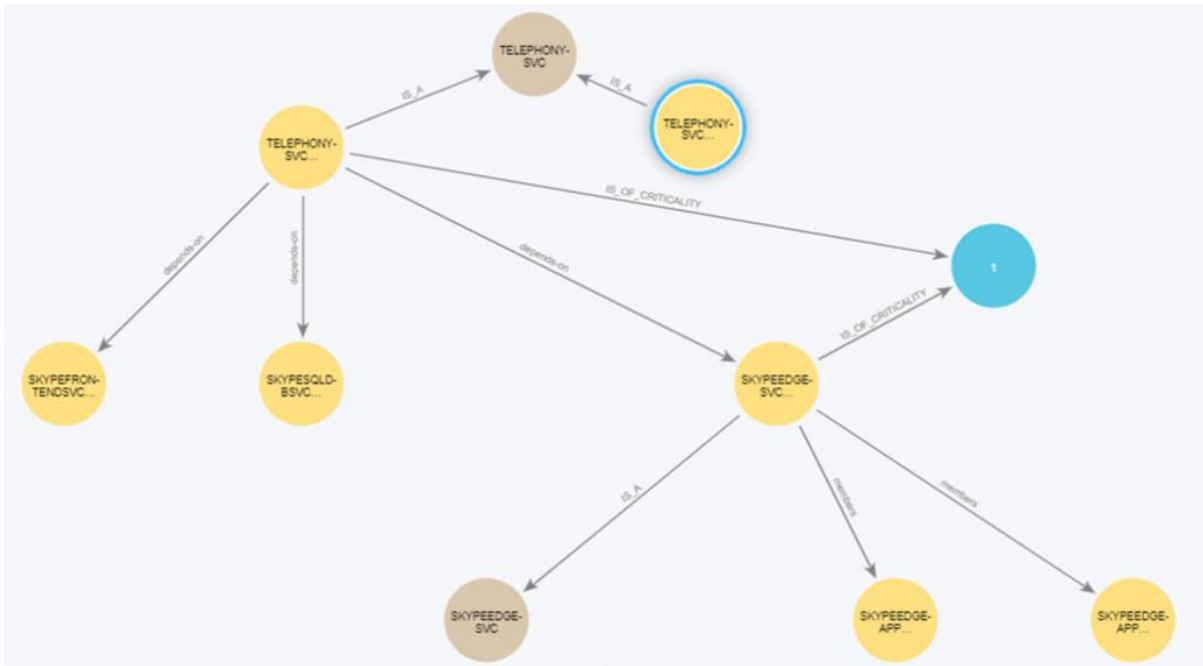 TELEPHONY-
SVC
IS_A
IS_A
TELEPHONY-
SVC...
TELEPHONY-
SVC...
IS_OF_CRITICALITY
depends-on
depends-on
depends-on
1
IS_OF_CRITICALITY
SKYPEFRON-
TENDSVC...
SKYPESQLD-
BSVC...
SKYPEEDGE-
SVC...
IS_A
members
members
SKYPEEDGE-
SVC
SKYPEEDGE-
APP...
SKYPEEDGE-
APP...